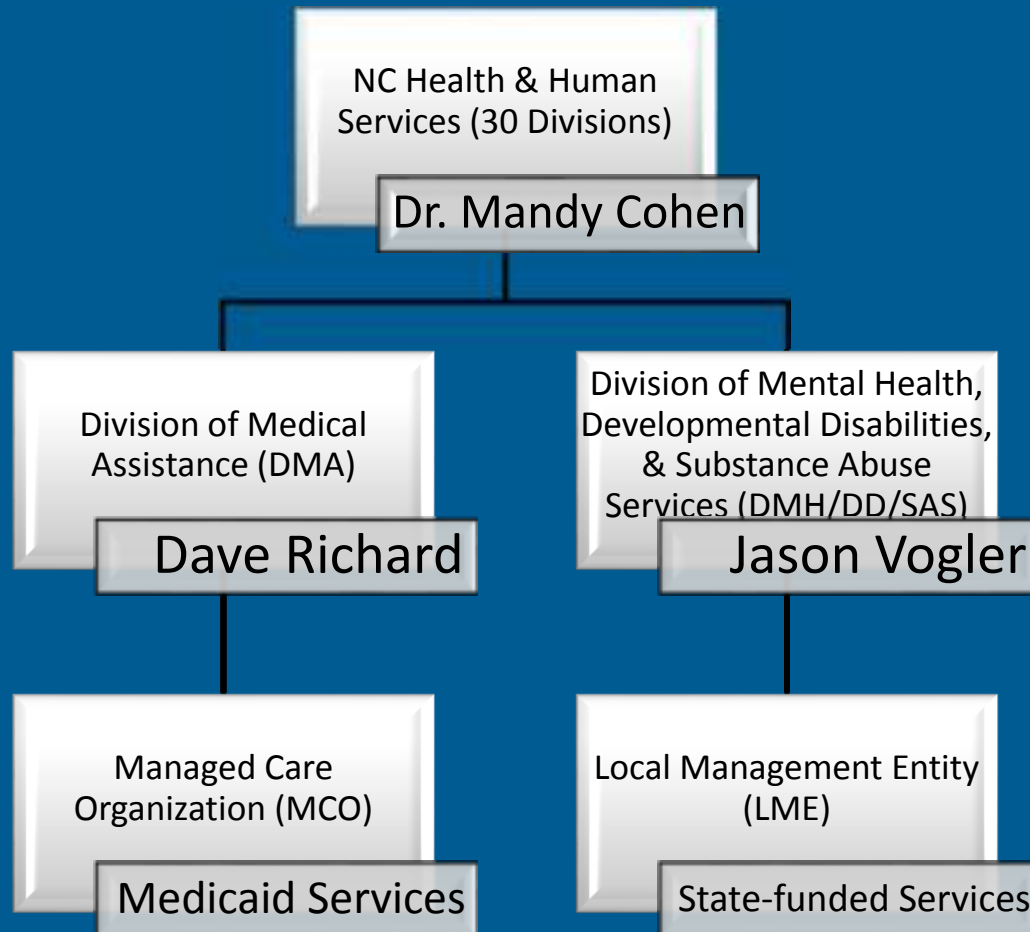 NC Health & Human
Services (30 Divisions)
Dr. Mandy Cohen
Division of Medical
Assistance (DMA)
Dave Richard
Division of Mental Health,
Developmental Disabilities,
& Substance Abuse
Services (DMH/DD/SAS)
Jason Vogler
Managed Care
Organization (MCO)
Medicaid Services
Local Management Entity
(LME)
State-funded Services